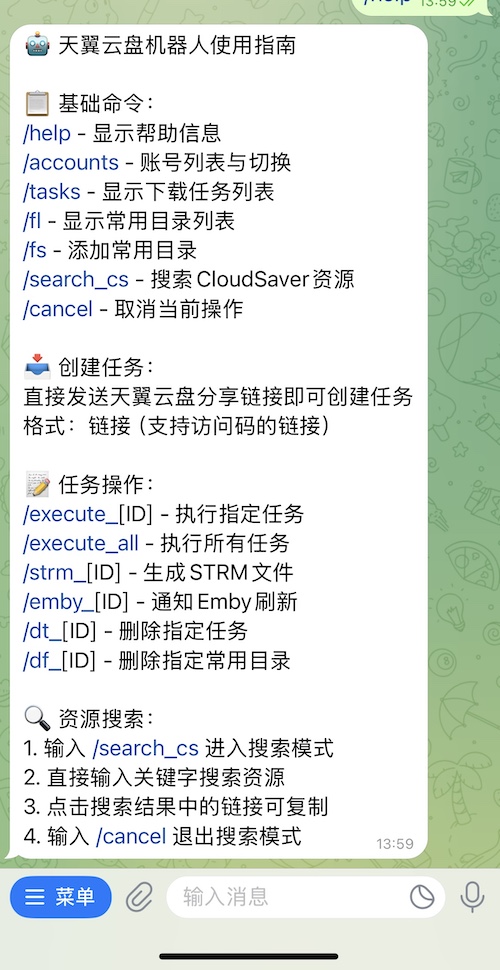 /help 13:59
天翼云盘机器人使用指南
基础命令：
/help - 显示帮助信息
/accounts - 账号列表与切换
/tasks - 显示下载任务列表
/fl - 显示常用目录列表
/fs - 添加常用目录
/search_cs - 搜索CloudSaver资源
/cancel - 取消当前操作
创建任务：
直接发送天翼云盘分享链接即可创建任务
格式：链接（支持访问码的链接）
任务操作：
/execute_[ID] - 执行指定任务
/execute_all - 执行所有任务
/strm_[ID] - 生成STRM文件
/emby_[ID] - 通知Emby刷新
/dt_[ID] - 删除指定任务
/df_[ID] - 删除指定常用目录
资源搜索：
1. 输入 /search_cs 进入搜索模式
2. 直接输入关键字搜索资源
3. 点击搜索结果中的链接可复制
4. 输入 /cancel 退出搜索模式
13:59
菜单 输入消息